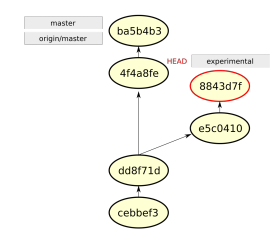 master
ba5b4b3
origin/master
4f4a8fe
HEAD
experimental
8843d7f
e5c0410
dd8f71d
cebbef3